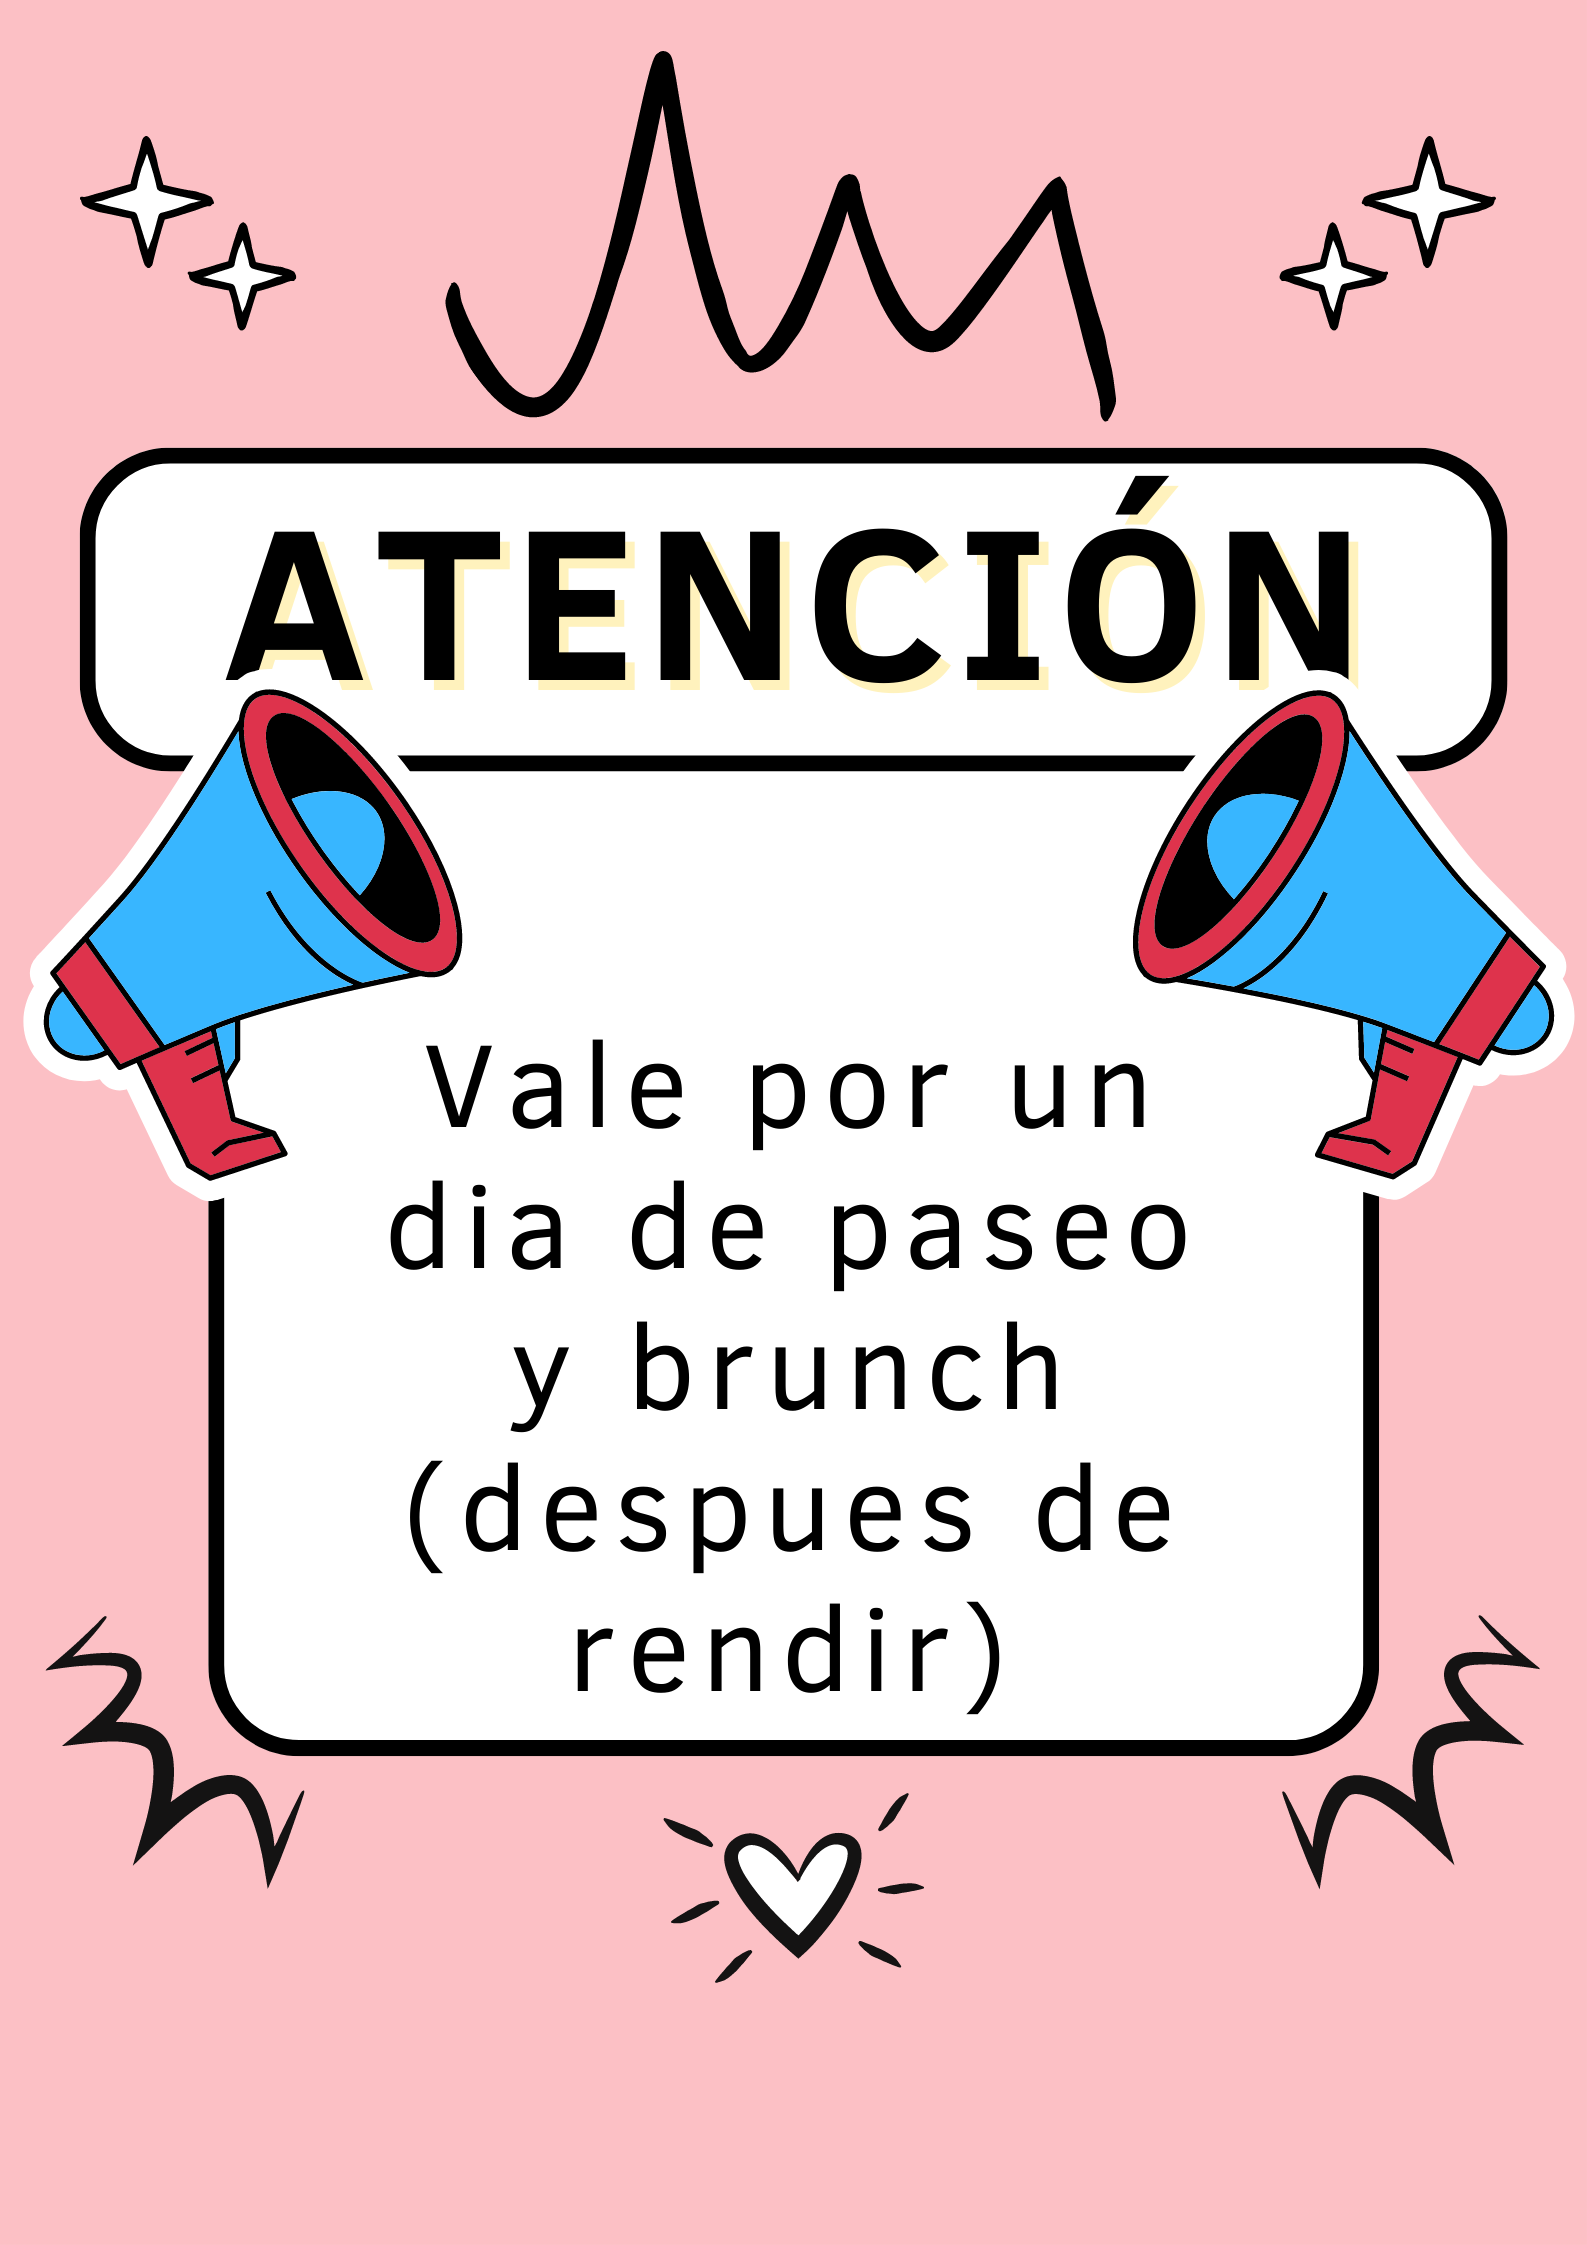 ATENCIÓN
Vale por un
dia de paseo
y brunch
(despues de
rendir)